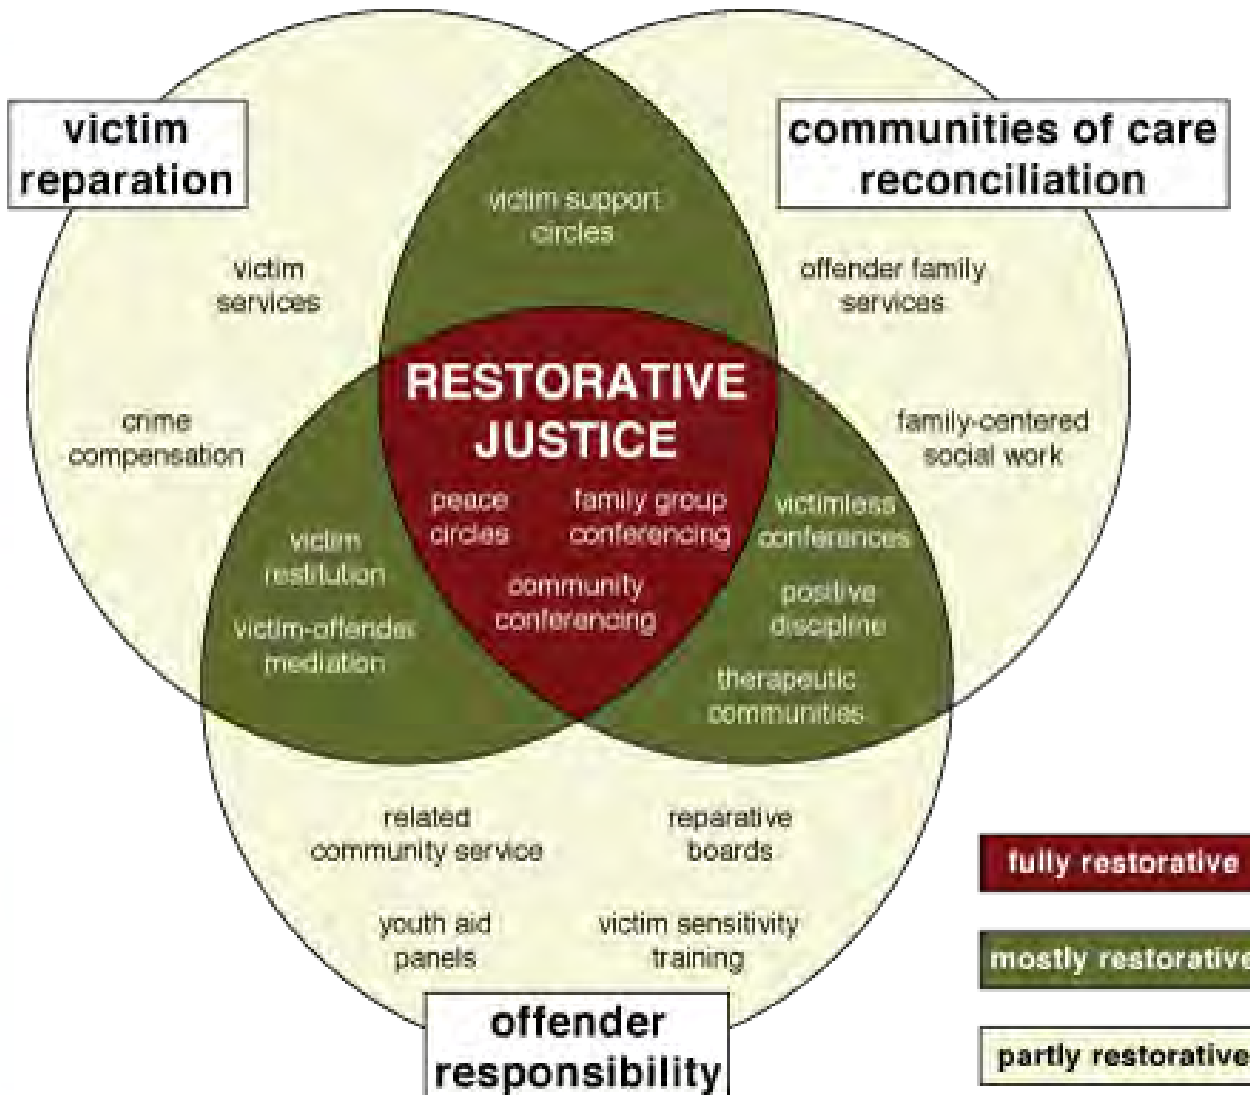 victim
reparation
communities of care
reconciliation
victim support
circles
victim
services
offender family
services
crime
compensation
family-centered
social work
RESTORATIVE
JUSTICE
peace
circles
family group
conferencing
community
conferencing
victim
restitution
victim-offender
mediation
victimless
conferences
positive
discipline
therapeutic
communities
related
community service
reparative
boards
youth aid
panels
victim sensitivity
training
offender
responsibility
fully restorative
mostly restorative
partly restorative